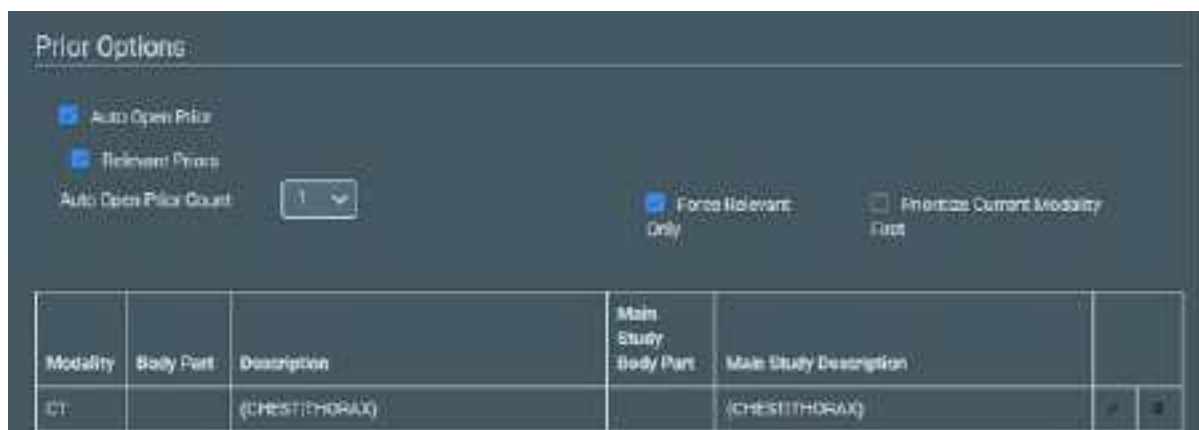 Prior Options
Auto Open Prior
Relevant Priors
Auto Open Prior Count
1
Force Relevant
Only
Prioritize Current Modality
First
Modality
Body Part
Description
Main
Study
Body Part
Main Study Description
CT
(CHEST|THORAX)
(CHEST|THORAX)